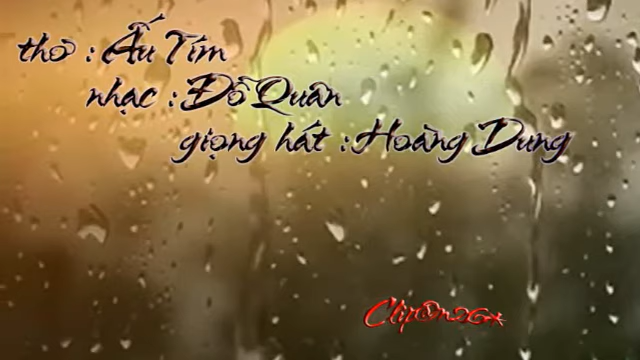 thơ : Ấu Tím
nhạc : Đỗ Quân
giọng hát : Hoàng Dung